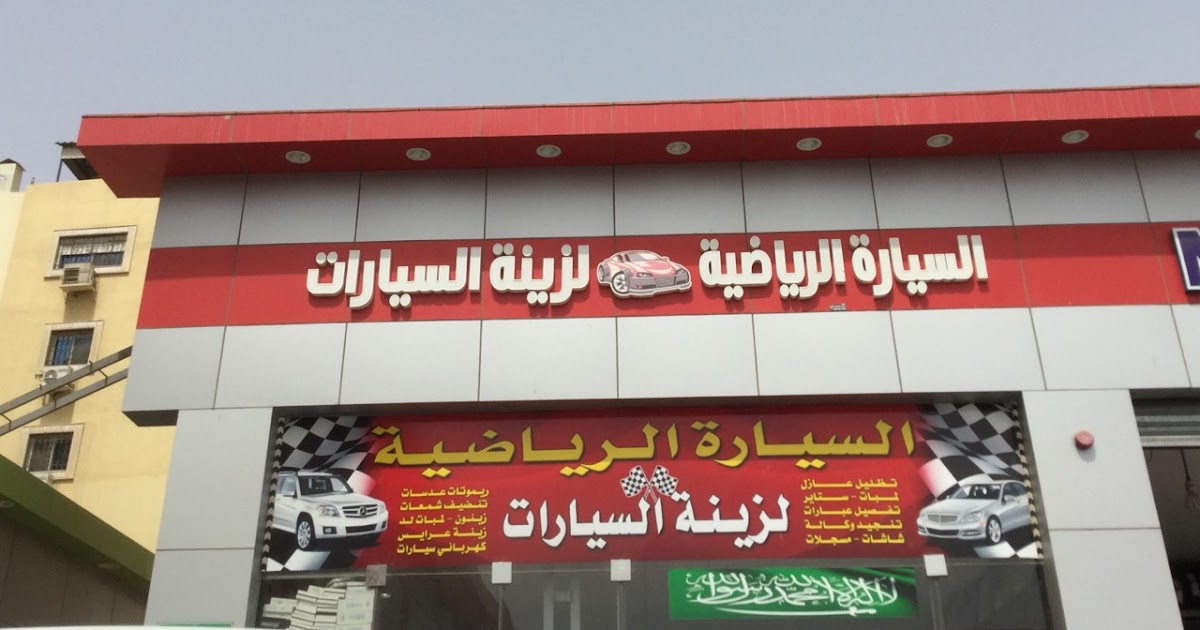 السيارة الرياضية لزينة السيارات
السيارة الرياضية
لزينة السيارات
تظليل عازل
لمبات - ستاير
تفصيل عبارات
تنجيد وكالة
شاشات - مسجلات
ريموتات عدسات
تنضيف شمعات
زينون - لمبات لد
زينة عرايس
كهربائي سيارات
لا إله إلا الله محمد رسول الله